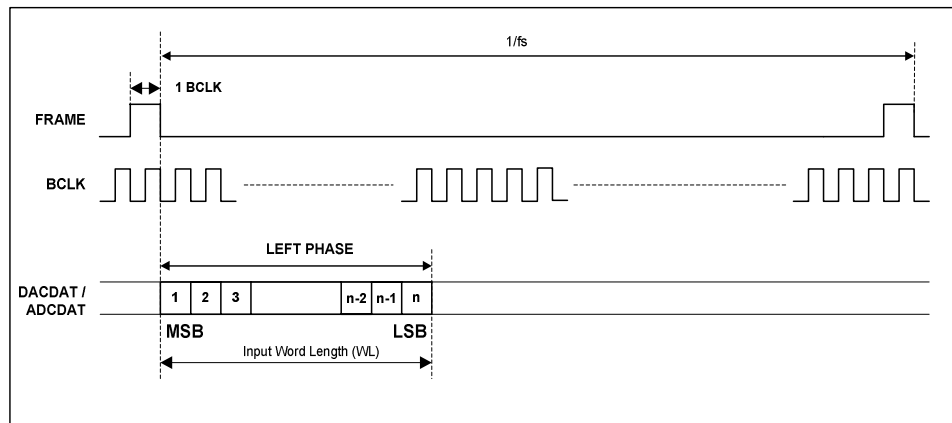 1/fs
1 BCLK
FRAME
BCLK
LEFT PHASE
DACDAT /
ADCDAT
1 2 3 n-2 n-1 n
MSB LSB
Input Word Length (WL)